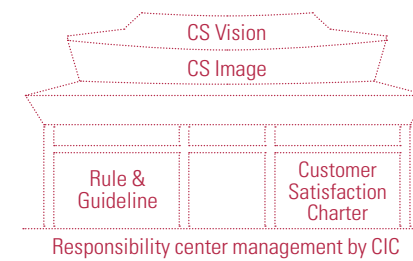 CS Vision
CS Image
Rule &
Guideline
Customer
Satisfaction
Charter
Responsibility center management by CIC